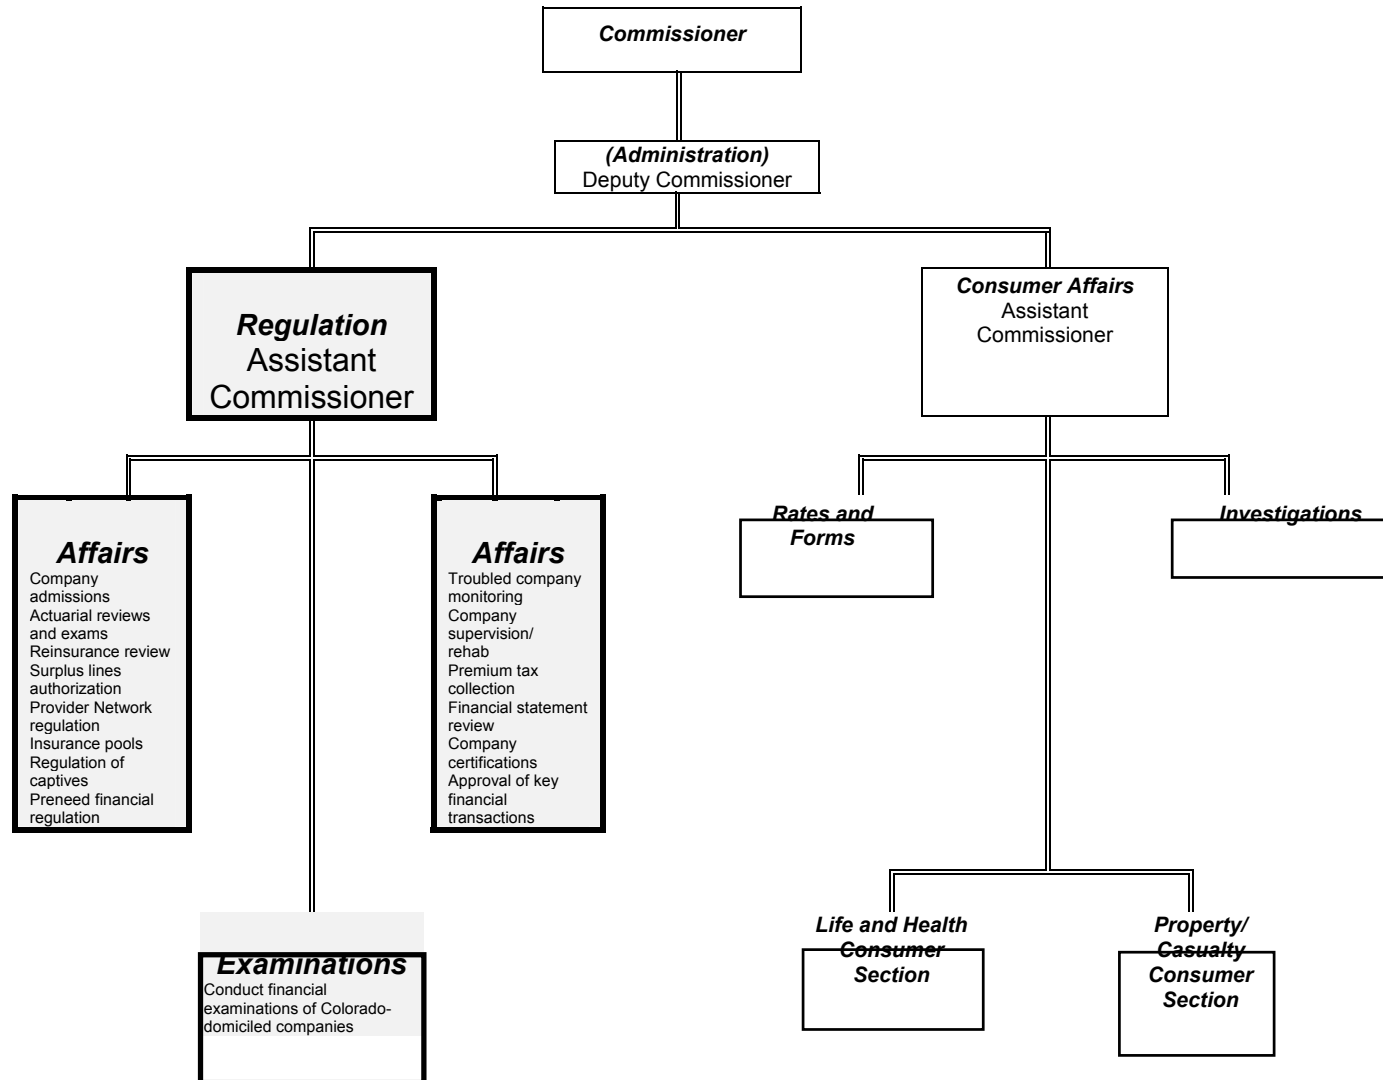 Commissioner
(Administration)
Deputy Commissioner
Regulation
Assistant
Commissioner
Consumer Affairs
Assistant
Commissioner
Affairs
Company
admissions
Actuarial reviews
and exams
Reinsurance review
Surplus lines
authorization
Provider Network
regulation
Insurance pools
Regulation of
captives
Preneed financial
regulation
Affairs
Troubled company
monitoring
Company
supervision/
rehab
Premium tax
collection
Financial statement
review
Company
certifications
Approval of key
financial
transactions
Rates and
Forms
Investigations
Examinations
Conduct financial
examinations of Colorado-
domiciled companies
Life and Health
Consumer
Section
Property/
Casualty
Consumer
Section